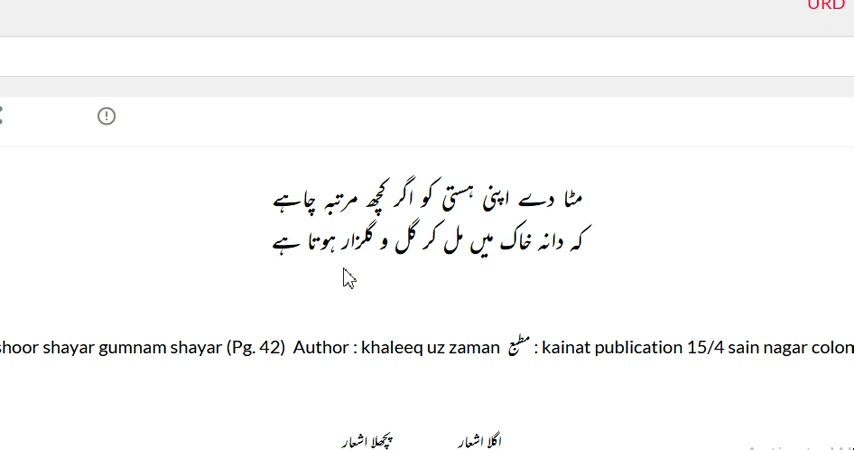 URD
مٹا دے اپنی ہستی کو اگر کچھ مرتبہ چاہے
کہ دانہ خاک میں مل کر گل و گلزار ہوتا ہے
shoor shayar gumnam shayar (Pg. 42) Author : khaleeq uz zaman مطبع : kainat publication 15/4 sain nagar colon
اگلا اشعار پچھلا اشعار